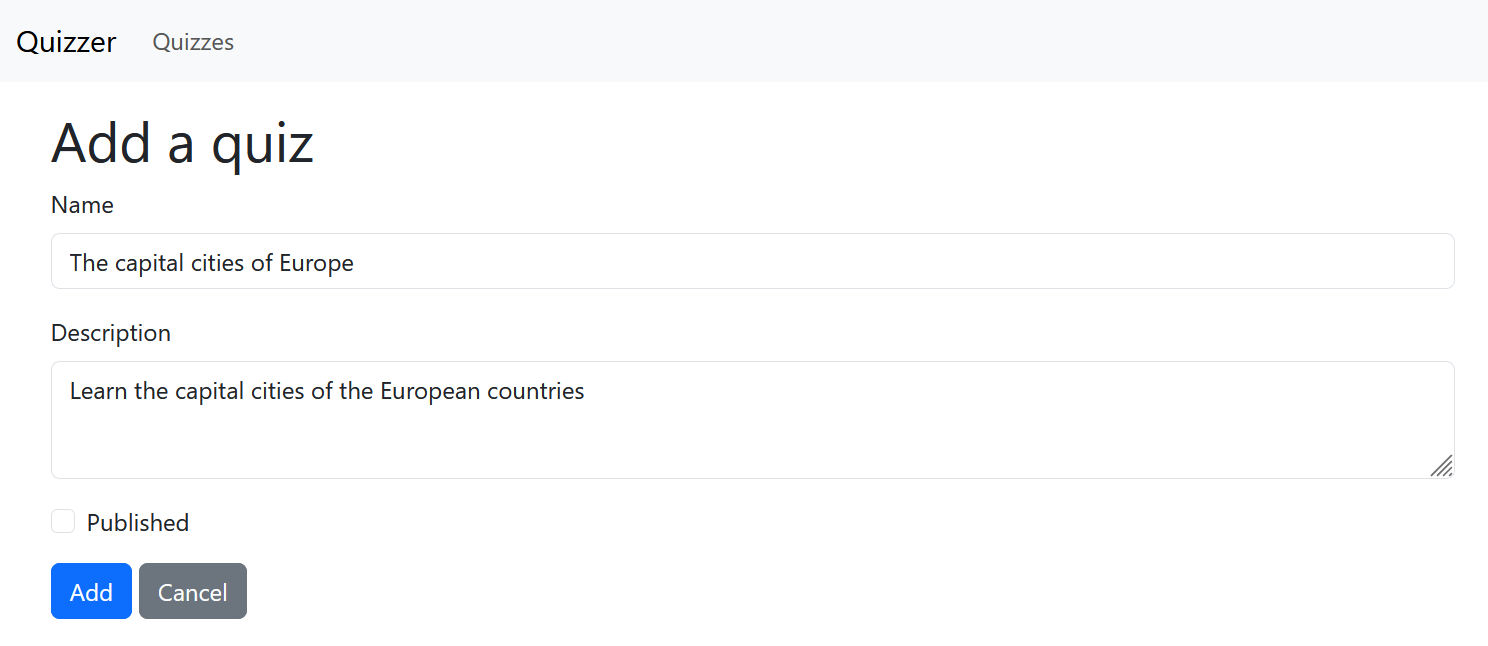 Quizzer Quizzes
Add a quiz
Name
The capital cities of Europe
Description
Learn the capital cities of the European countries
Published
Add Cancel